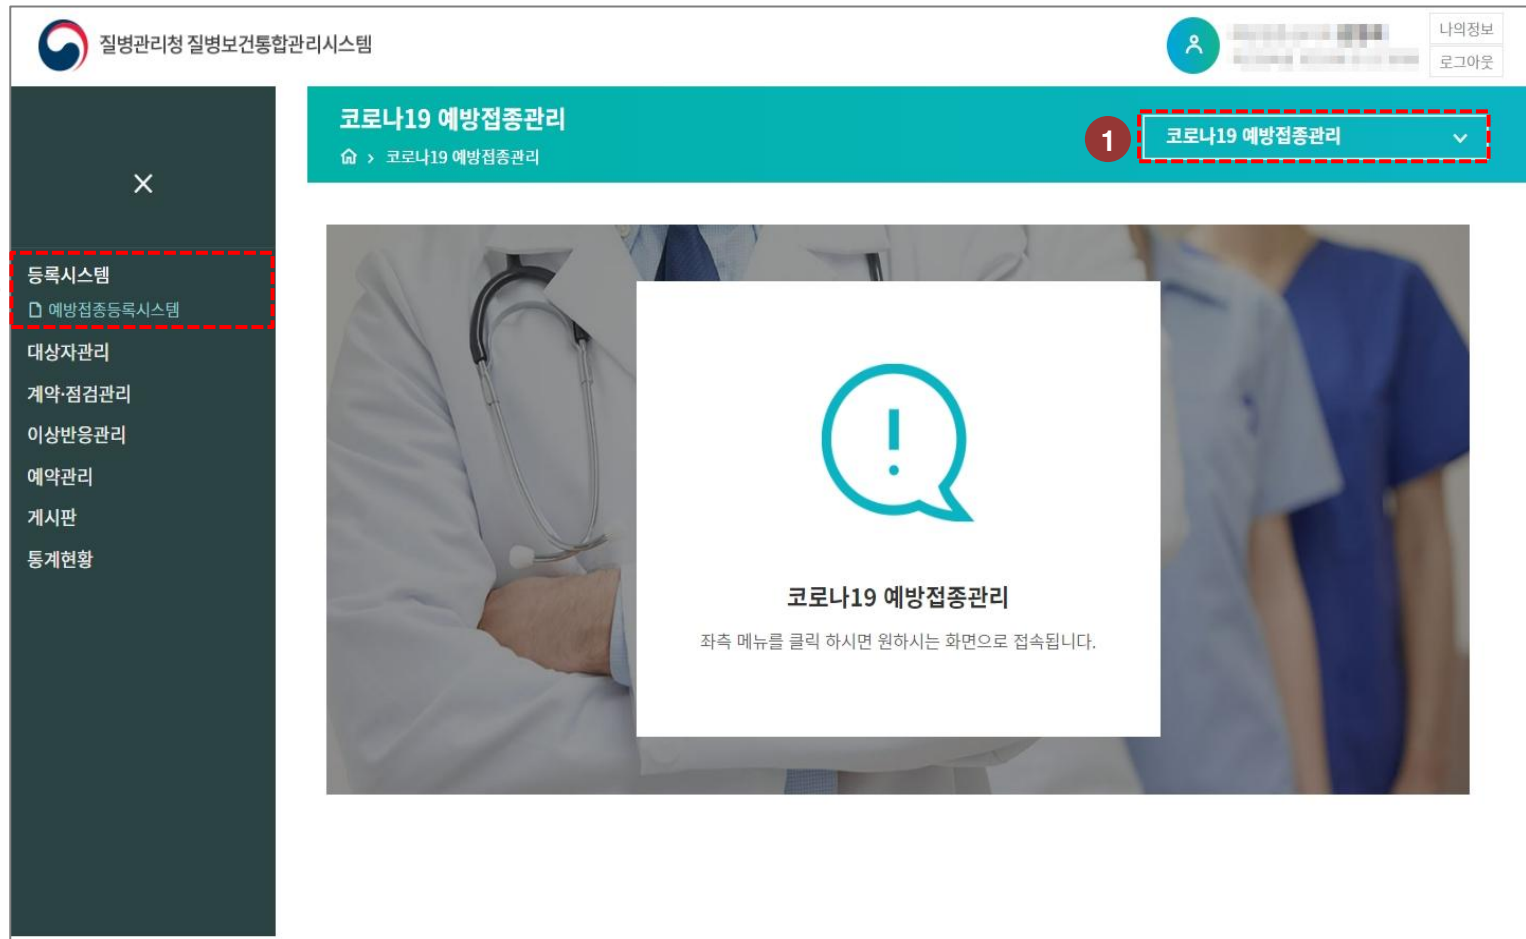 질병관리청 질병보건통합관리시스템
나의정보
로그아웃
코로나19 예방접종관리
코로나19 예방접종관리
1
코로나19 예방접종관리
등록시스템
예방접종등록시스템
대상자관리
계약·점검관리
이상반응관리
예약관리
게시판
통계현황
코로나19 예방접종관리
좌측 메뉴를 클릭 하시면 원하시는 화면으로 접속됩니다.